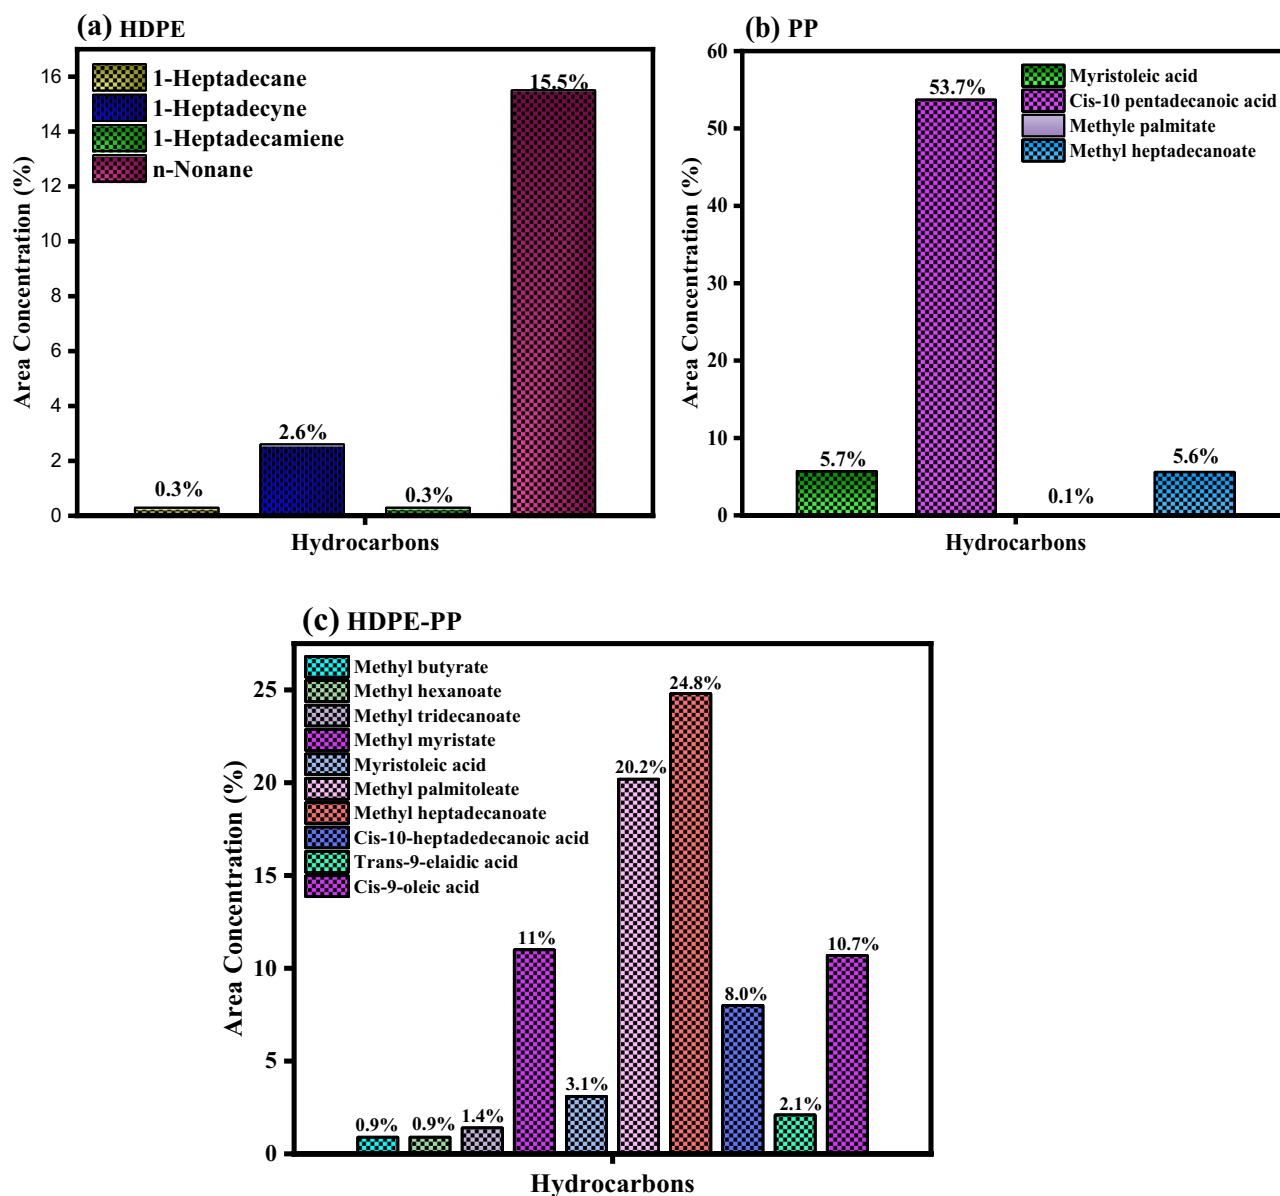 (a) HDPE
1-Heptadecane
1-Heptadecyne
1-Heptadecamiene
n-Nonane
Area Concentration (%)
16
14
12
10
8
6
4
2
0
0.3%
2.6%
0.3%
15.5%
Hydrocarbons
(b) PP
Myristoleic acid
Cis-10 pentadecanoic acid
Methyle palmitate
Methyl heptadecanoate
Area Concentration (%)
60
50
40
30
20
10
0
5.7%
53.7%
0.1%
5.6%
Hydrocarbons
(c) HDPE-PP
Methyl butyrate
Methyl hexanoate
Methyl tridecanoate
Methyl myristate
Myristoleic acid
Methyl palmitoleate
Methyl heptadecanoate
Cis-10-heptadedecanoic acid
Trans-9-elaidic acid
Cis-9-oleic acid
Area Concentration (%)
25
20
15
10
5
0
0.9%
0.9%
1.4%
11%
3.1%
20.2%
24.8%
8.0%
2.1%
10.7%
Hydrocarbons